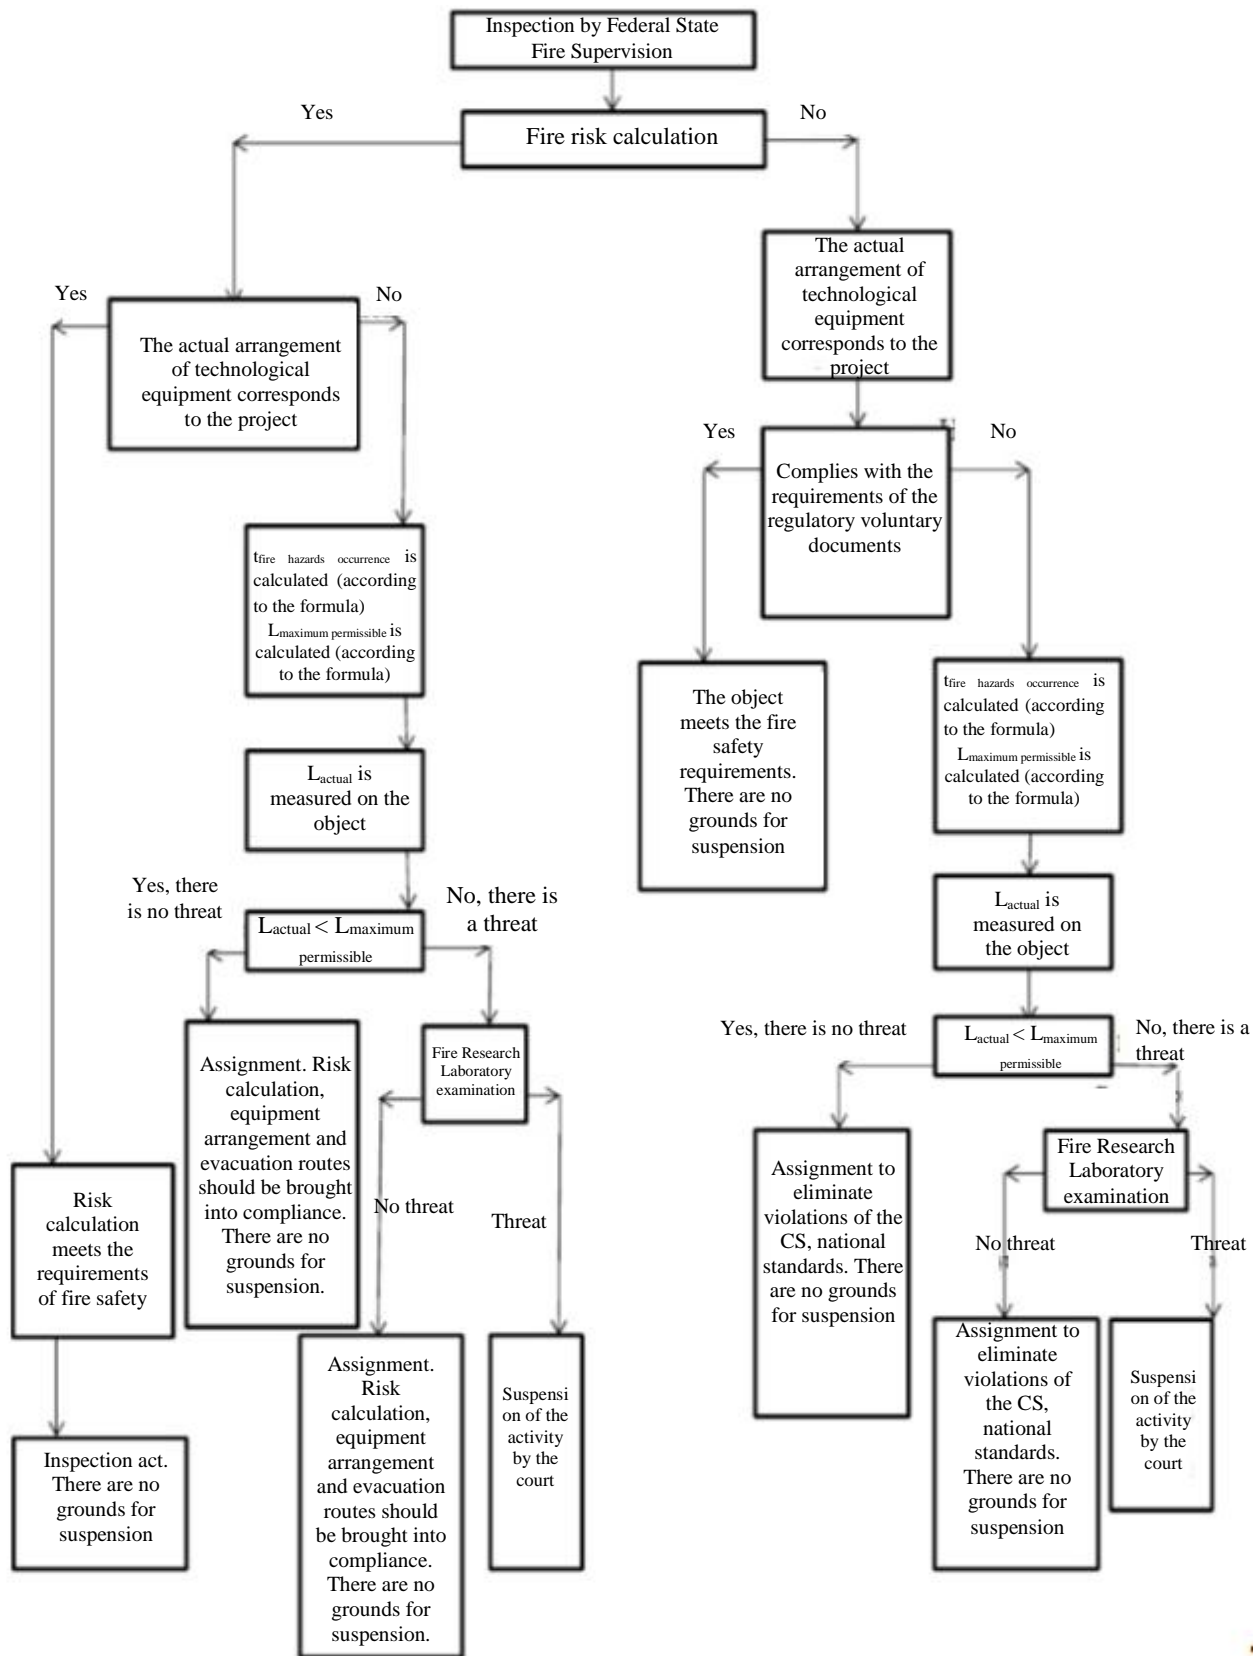 Inspection by Federal State
Fire Supervision
Yes
No
Fire risk calculation
The actual
arrangement of
technological
equipment
corresponds to the
project
Yes
No
The actual arrangement
of technological
equipment corresponds
to the project
Yes
No
Complies with the
requirements of the
regulatory voluntary
documents
tfire hazards occurrence is
calculated (according
to the formula)
Lmaximum permissible is
calculated (according
to the formula)
The object
meets the fire
safety
requirements.
There are no
grounds for
suspension
tfire hazards occurrence is
calculated (according
to the formula)
Lmaximum permissible is
calculated (according
to the formula)
Lactual is
measured on the
object
Yes, there
is no threat
No, there is
a threat
Lactual < Lmaximum
permissible
Lactual is
measured on
the object
Yes, there is no threat
Lactual < Lmaximum
permissible
No, there is a
threat
Assignment. Risk
calculation,
equipment
arrangement and
evacuation routes
should be brought
into compliance.
There are no
grounds for
suspension.
Fire Research
Laboratory
examination
No threat
Threat
Assignment to
eliminate
violations of the
CS, national
standards. There
are no grounds
for suspension
Fire Research
Laboratory
examination
No threat
Threat
Risk
calculation
meets the
requirements
of fire safety
Inspection act.
There are no
grounds for
suspension
Assignment.
Risk
calculation,
equipment
arrangement
and evacuation
routes should
be brought into
compliance.
There are no
grounds for
suspension.
Suspensi
on of the
activity
by the
court
Assignment to
eliminate
violations of
the CS,
national
standards.
There are no
grounds for
suspension
Suspensi
on of the
activity
by the
court